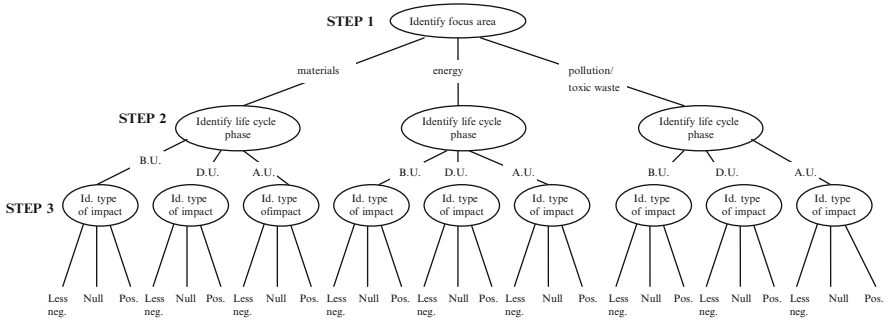 STEP 1
Identify focus area
materials
energy
pollution/
toxic waste
STEP 2
Identify life cycle
phase
Identify life cycle
phase
Identify life cycle
phase
B.U.
D.U.
A.U.
B.U.
D.U.
A.U.
B.U.
D.U.
A.U.
STEP 3
Id. type
of impact
Id. type
of impact
Id. type
ofimpact
Id. type
of impact
Id. type
of impact
Id. type
of impact
Id. type
of impact
Id. type
of impact
Id. type
of impact
Less
neg.
Null
Pos.
Less
neg.
Null
Pos.
Less
neg.
Null
Pos.
Less
neg.
Null
Pos.
Less
neg.
Null
Pos.
Less
neg.
Null
Pos.
Less
neg.
Null
Pos.
Less
neg.
Null
Pos.
Less
neg.
Null
Pos.